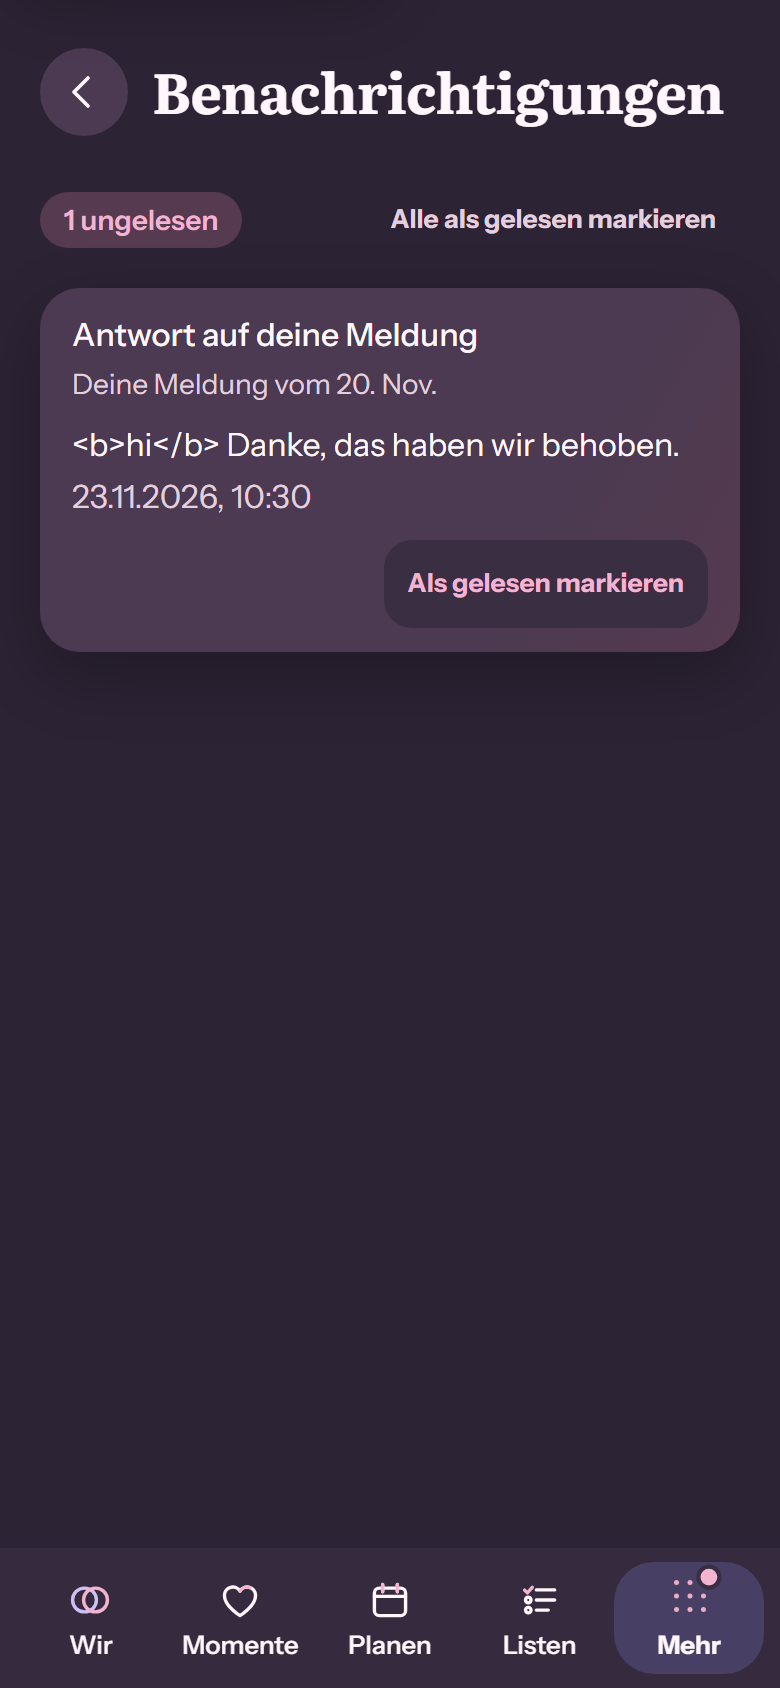 Benachrichtigungen
1 ungelesen
Alle als gelesen markieren
Antwort auf deine Meldung
Deine Meldung vom 20. Nov.
<b>hi</b> Danke, das haben wir behoben.
23.11.2026, 10:30
Als gelesen markieren
Wir
Momente
Planen
Listen
Mehr